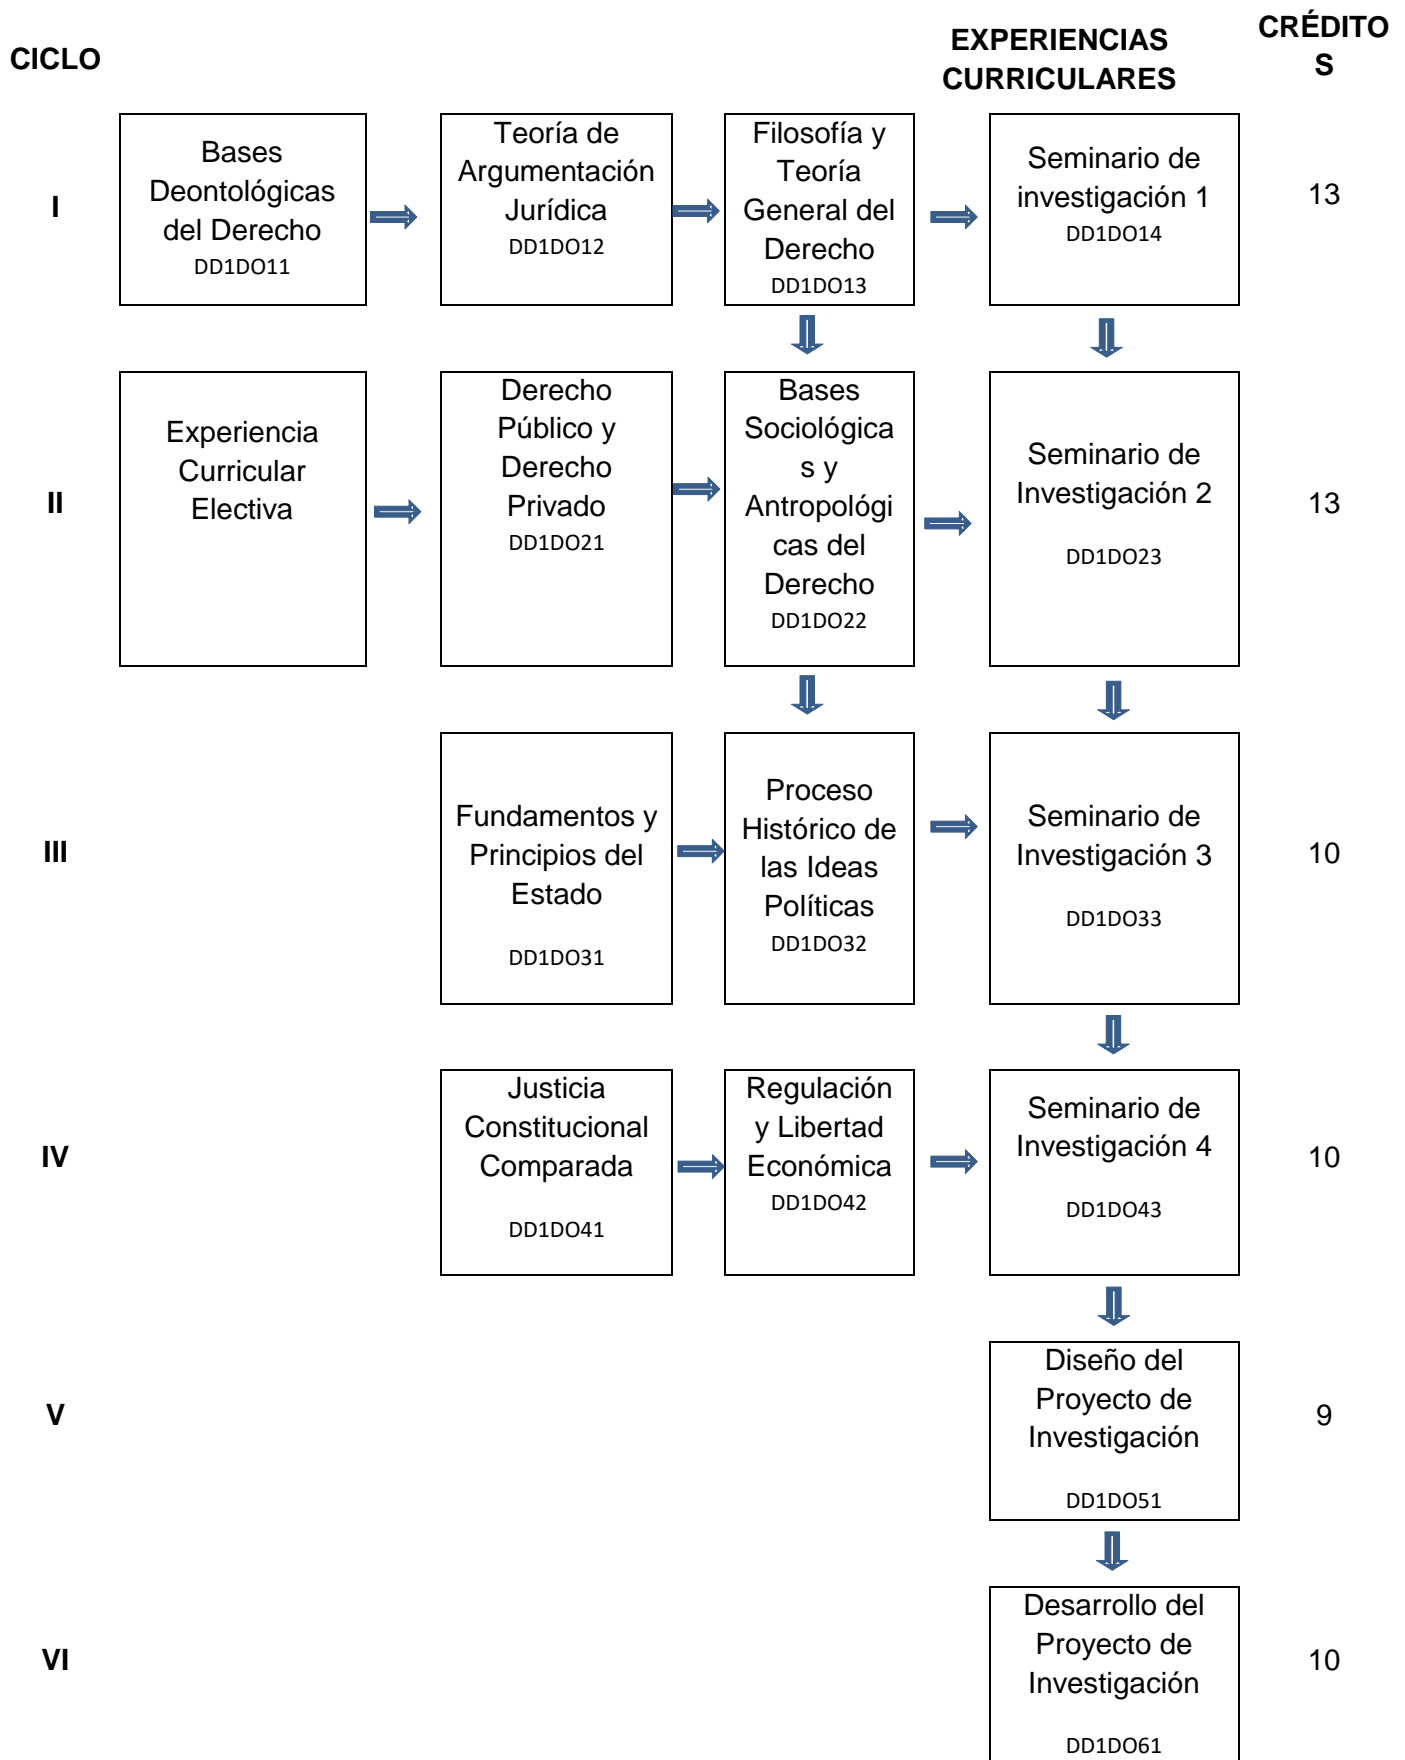 CICLO
EXPERIENCIAS
CURRICULARES
CRÉDITO
S
I
Bases
Deontológicas
del Derecho
DD1DO11
Teoría de
Argumentación
Jurídica
DD1DO12
Filosofía y
Teoría
General del
Derecho
DD1DO13
Seminario de
investigación 1
DD1DO14
13
II
Experiencia
Curricular
Electiva
Derecho
Público y
Derecho
Privado
DD1DO21
Bases
Sociológica
s y
Antropológi
cas del
Derecho
DD1DO22
Seminario de
Investigación 2
DD1DO23
13
III
Fundamentos y
Principios del
Estado
DD1DO31
Proceso
Histórico de
las Ideas
Políticas
DD1DO32
Seminario de
Investigación 3
DD1DO33
10
IV
Justicia
Constitucional
Comparada
DD1DO41
Regulación
y Libertad
Económica
DD1DO42
Seminario de
Investigación 4
DD1DO43
10
V
Diseño del
Proyecto de
Investigación
DD1DO51
9
VI
Desarrollo del
Proyecto de
Investigación
DD1DO61
10